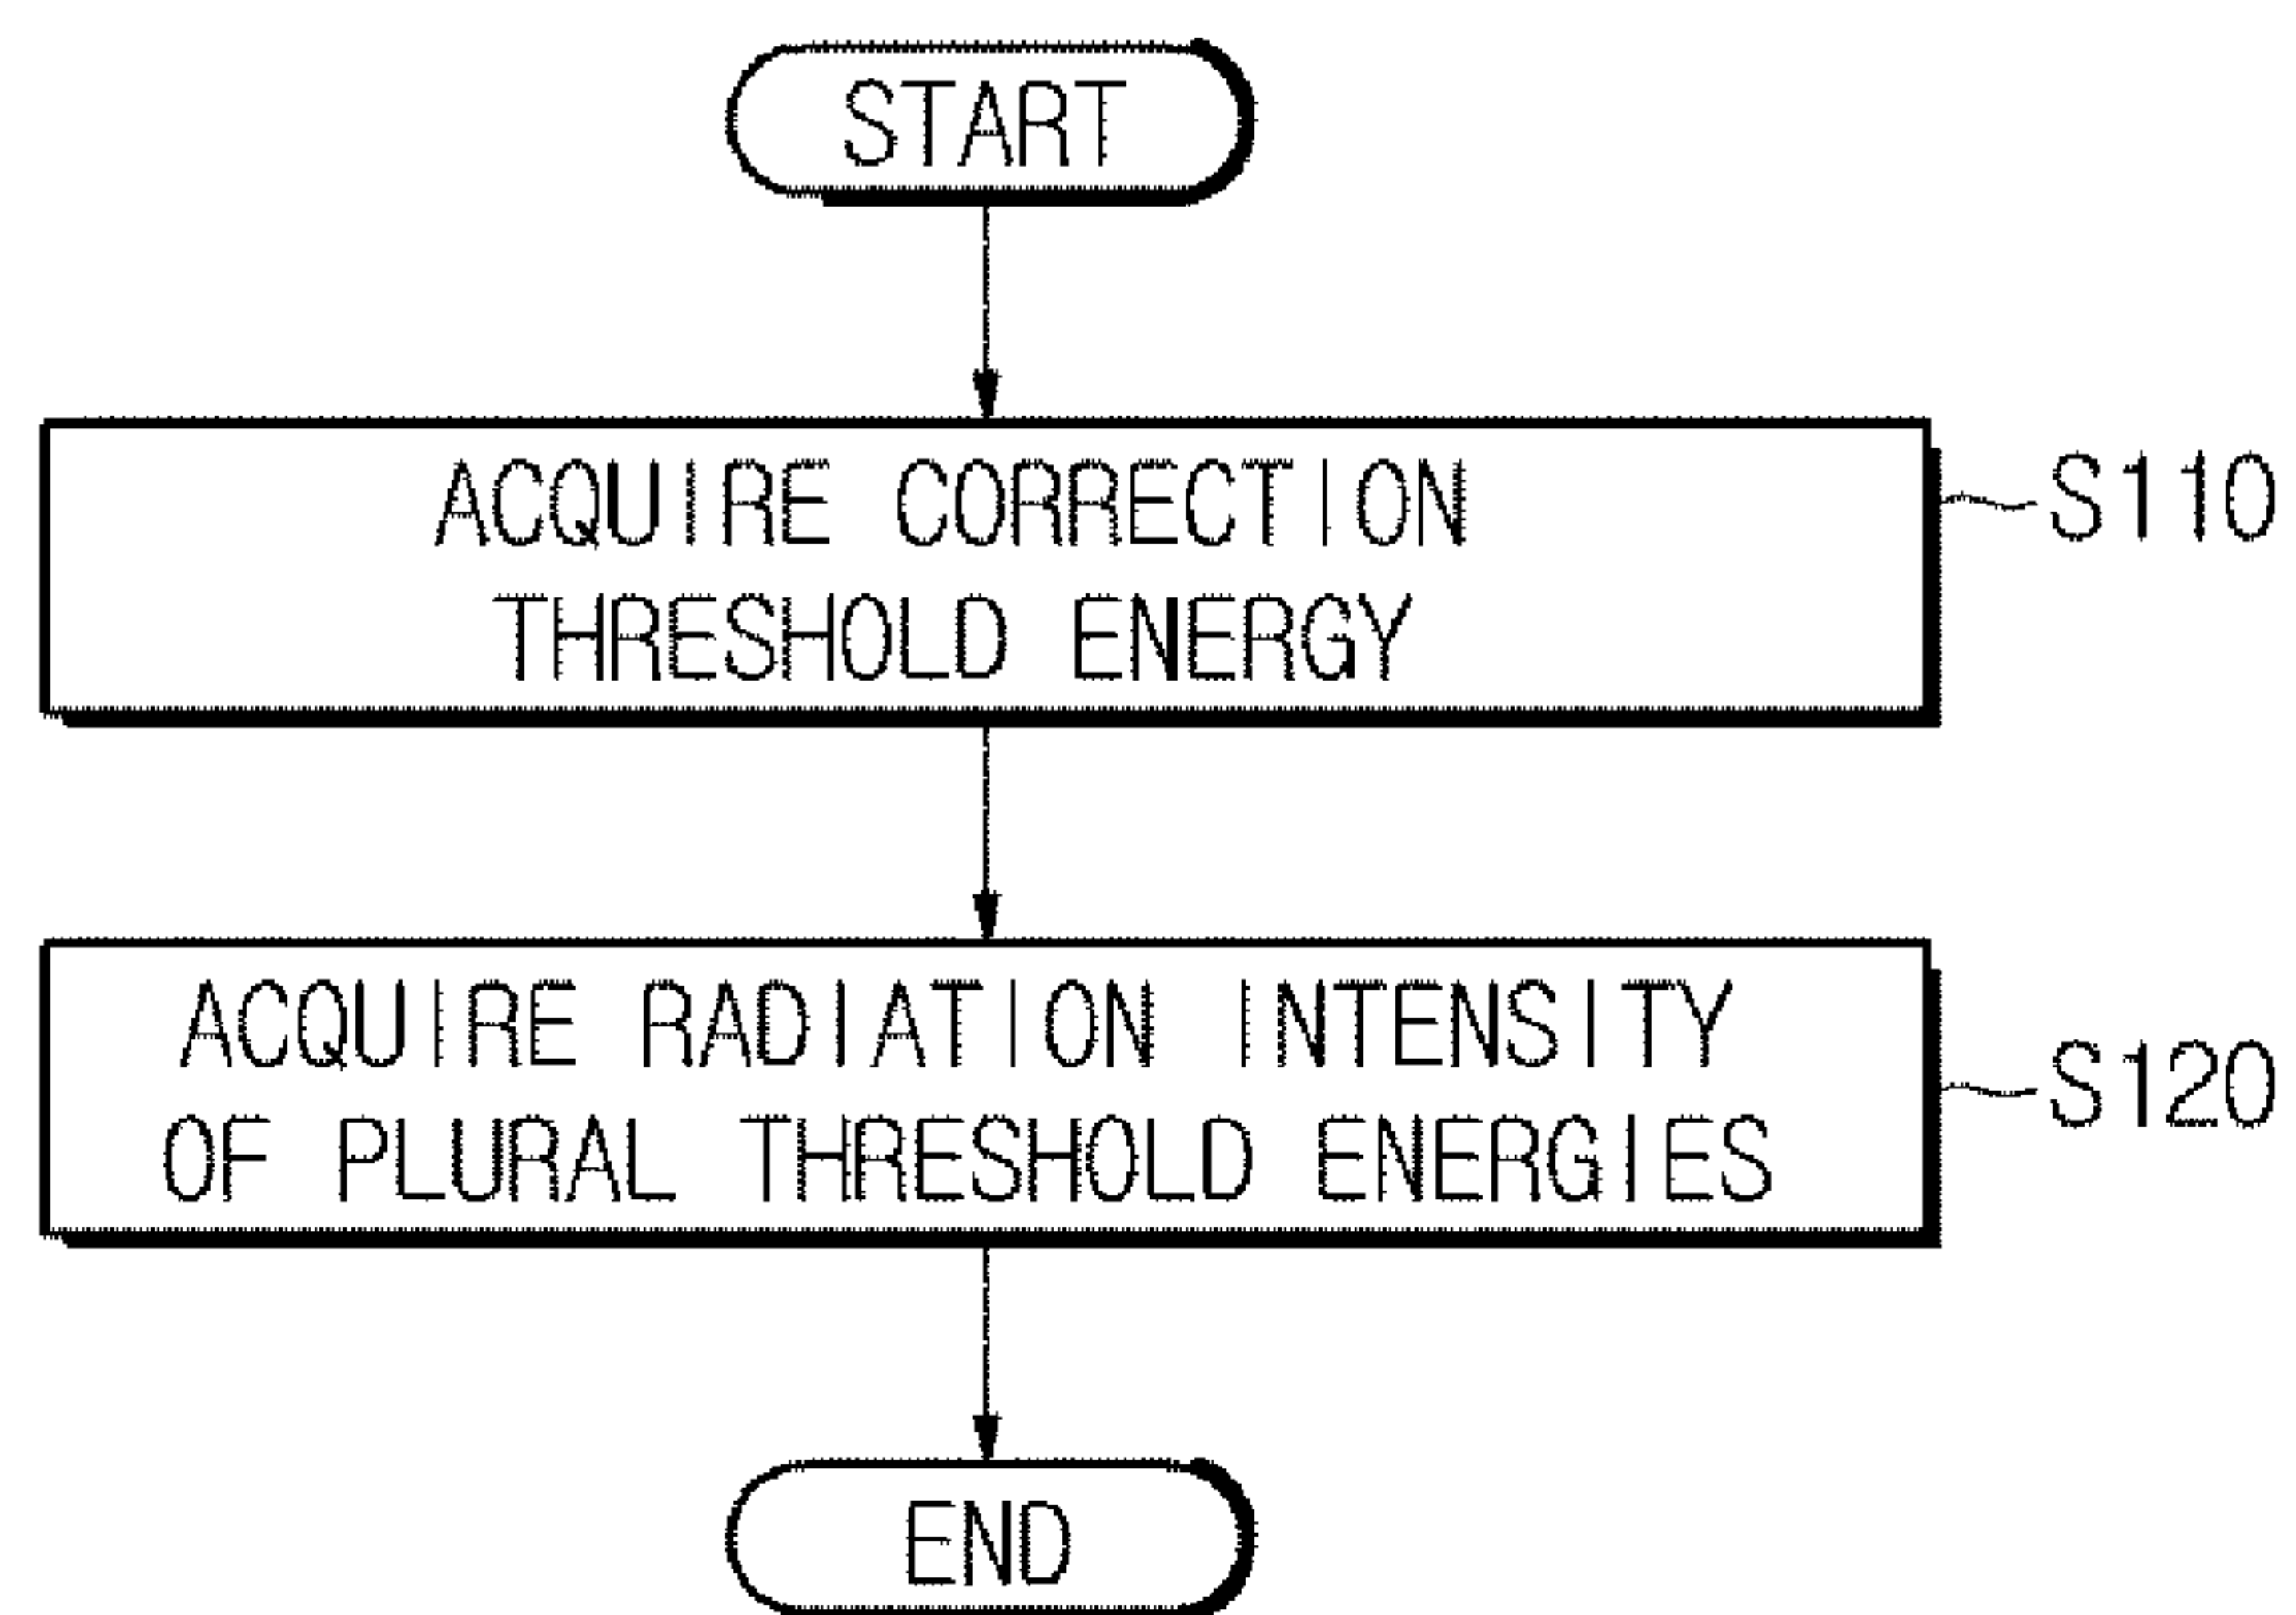 START
ACQUIRE CORRECTION
THRESHOLD ENERGY
S110
ACQUIRE RADIATION INTENSITY
OF PLURAL THRESHOLD ENERGIES
S120
END